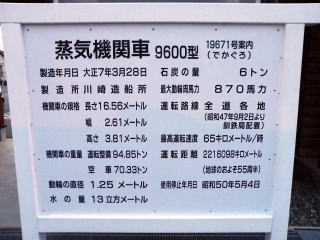 蒸気機関車 9600型 19671号案内
(でかぐろ)
製造年月日 大正7年3月28日
製造所 川崎造船所
機関車の規格 長さ16.56メートル
幅 2.61メートル
高さ 3.81メートル
機関車の重量 運転整備 94.85トン
空車 70.33トン
動輪の直径 1.25メートル
水の量 13立方メートル
石炭の量 6トン
最大動輪周馬力 870馬力
運転路線 全道各地
(昭和47年9月2日より
釧鉄局配置)
最高運転速度 65キロメートル/時
運転距離 2216098キロメートル
(地球のおよそ55周半)
使用停止年月日 昭和50年5月4日